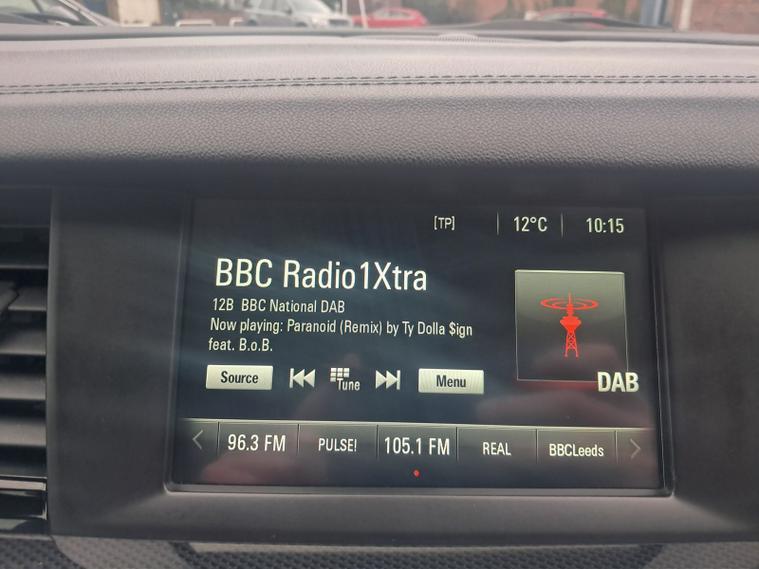 [TP] 12°C 10:15
BBC Radio1Xtra
12B BBC National DAB
Now playing: Paranoid (Remix) by Ty Dolla $ign
feat. B.o.B.
DAB
Source Tune Menu
96.3 FM PULSE! 105.1 FM REAL BBCLeeds